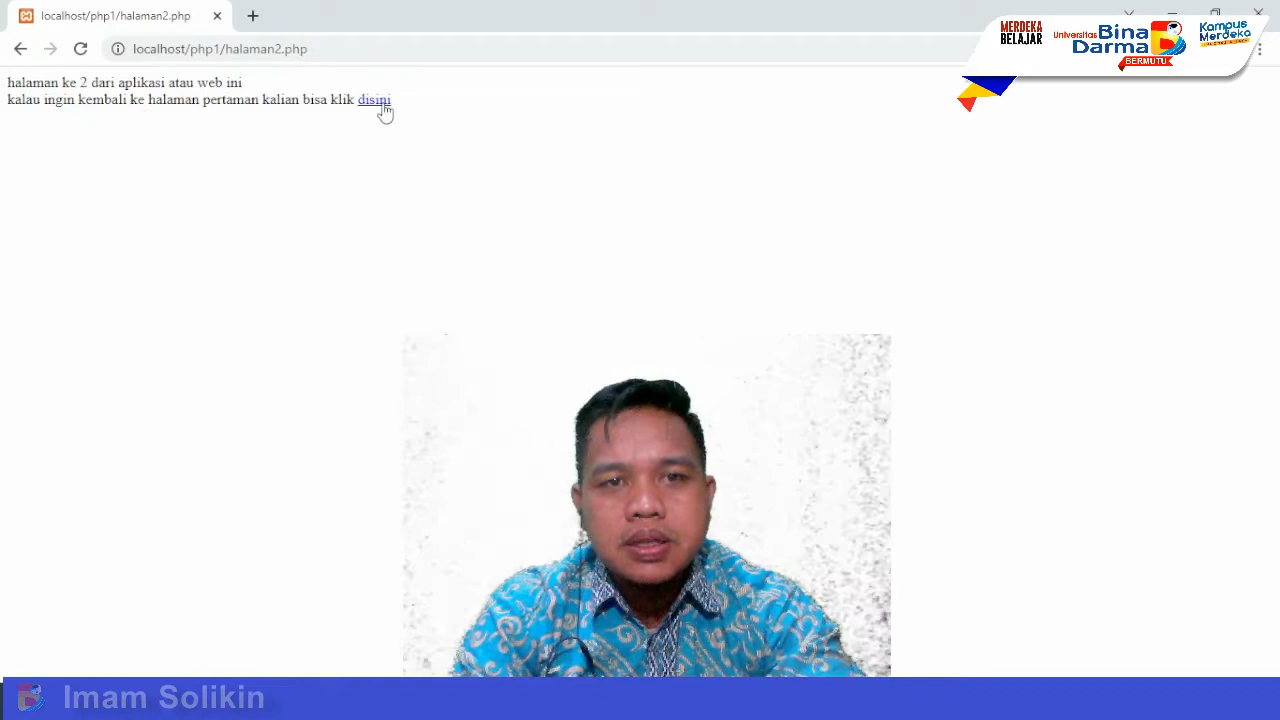 localhost/php1/halaman2.php
localhost/php1/halaman2.php
MERDEKA
BELAJAR
Universitas Bina
Darma
BERMUTU
Kampus
Merdeka
halaman ke 2 dari aplikasi atau web ini
kalau ingin kembali ke halaman pertaman kalian bisa klik disini
Imam Solikin